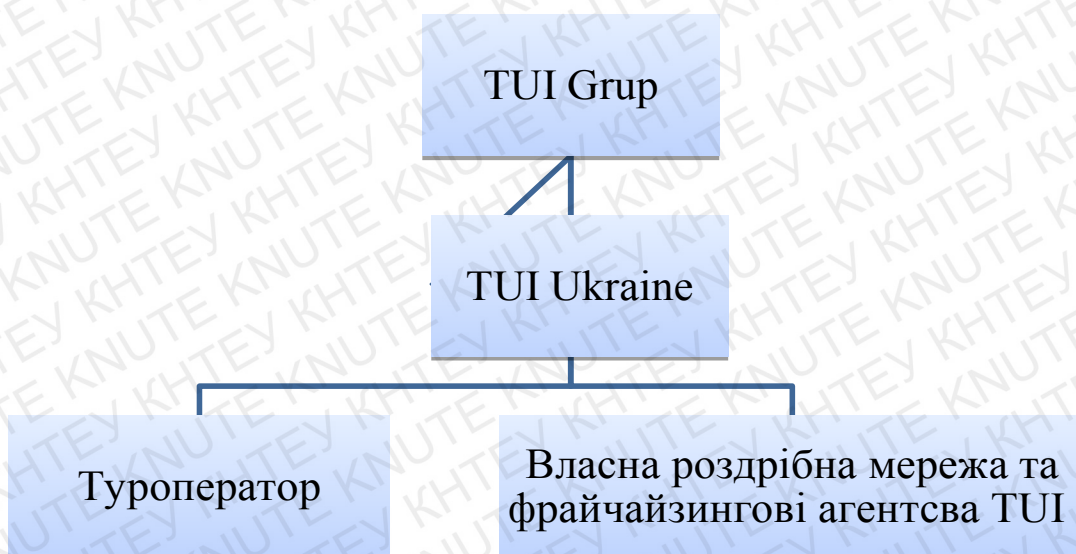 TUI Grup
TUI Ukraine
Туроператор
Власна роздрібна мережа та
фрайчайзингові агентсва TUI